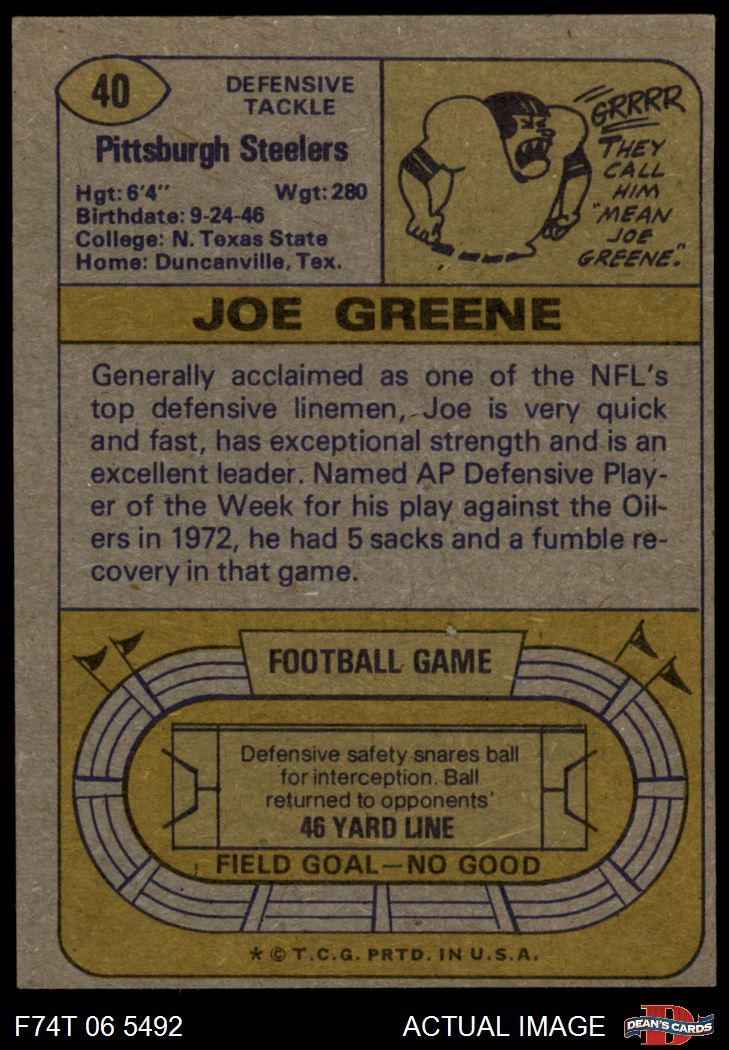 40
DEFENSIVE
TACKLE
Pittsburgh Steelers
Hgt: 6'4" Wgt: 280
Birthdate: 9-24-46
College: N. Texas State
Home: Duncanville, Tex.
GRRRR
THEY
CALL
HIM
"MEAN
JOE
GREENE."
JOE GREENE
Generally acclaimed as one of the NFL's
top defensive linemen, Joe is very quick
and fast, has exceptional strength and is an
excellent leader. Named AP Defensive Play-
er of the Week for his play against the Oil-
ers in 1972, he had 5 sacks and a fumble re-
covery in that game.
FOOTBALL GAME
Defensive safety snares ball
for interception. Ball
returned to opponents'
46 YARD LINE
FIELD GOAL—NO GOOD
* © T.C.G. PRTD. IN U.S.A.
F74T 06 5492 ACTUAL IMAGE
D
DEAN'S CARDS